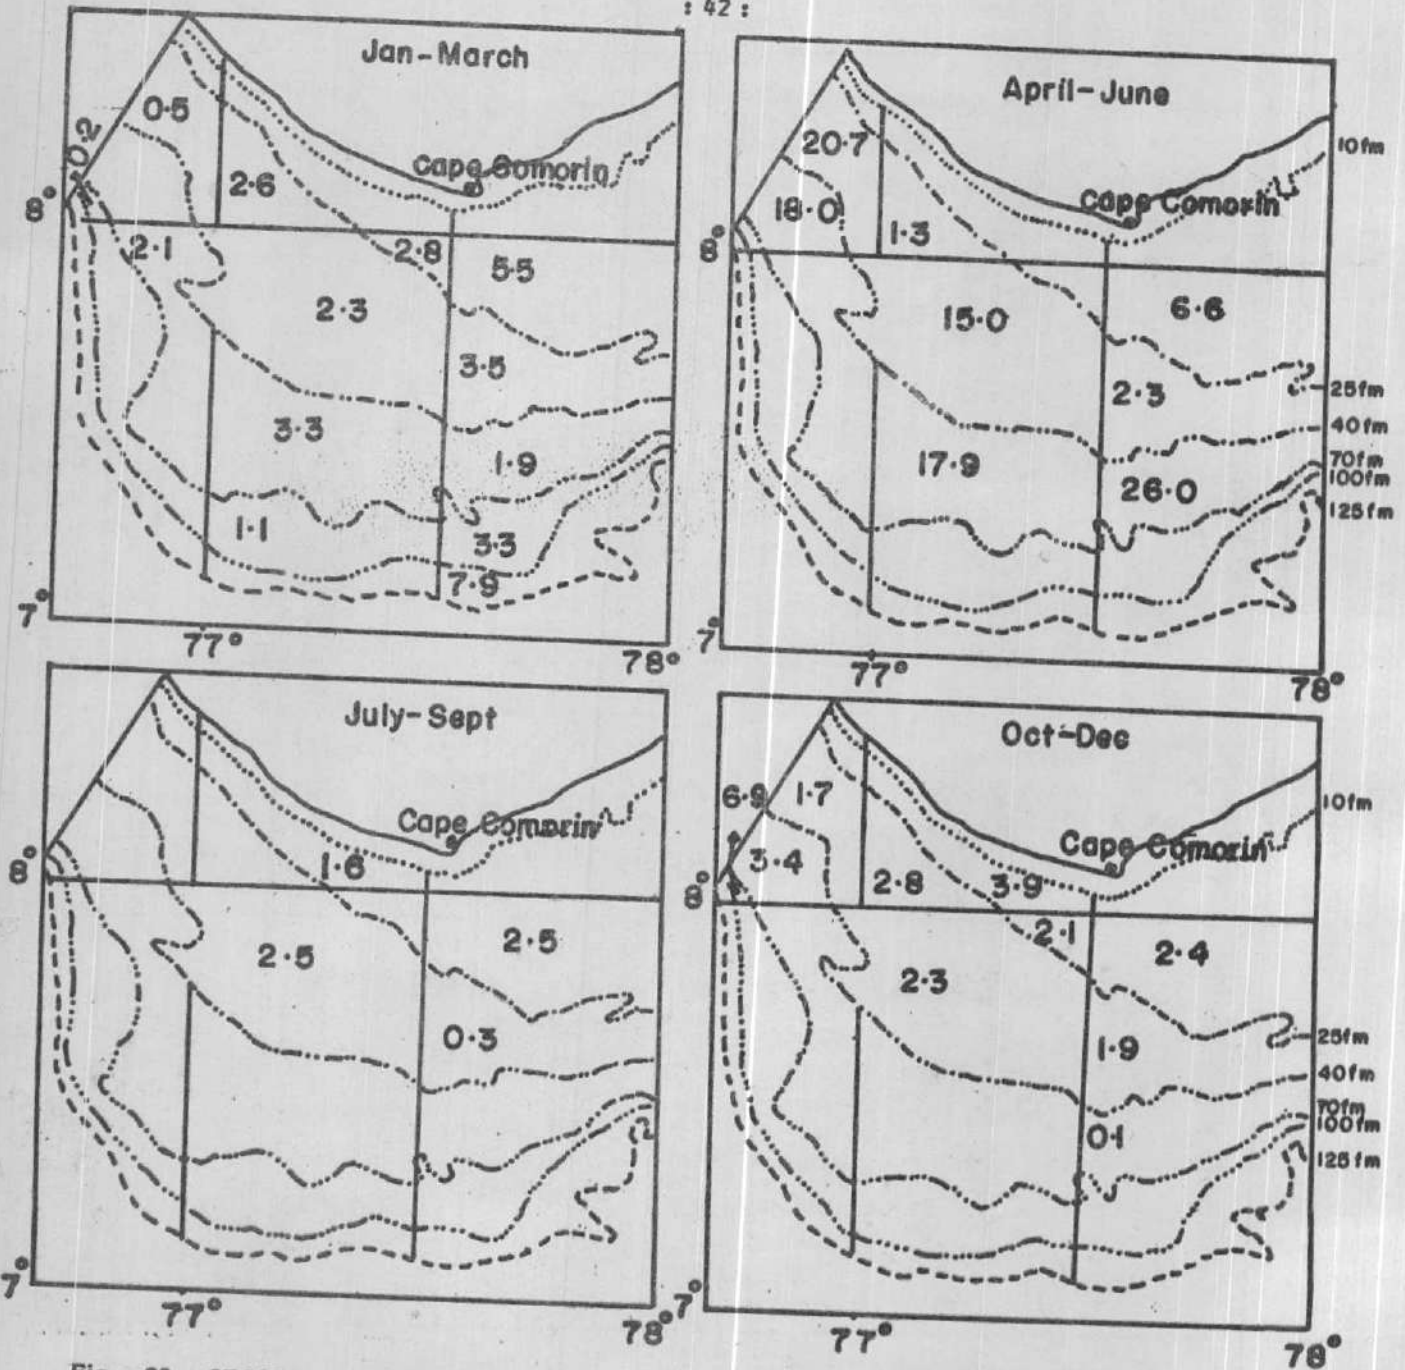 : 42 :
Jan-March
0·5
0·2
Cape Comorin
2·6
8°
2·1
2·8
5·5
2·3
3·5
3·3
1·9
1·1
3·3
7·9
7°
77°
78°
April-June
10fm
20·7
18·0
Cape Comorin
1·3
8°
15·0
6·6
2·3
25fm
40fm
17·9
70fm
26·0
100fm
125fm
7°
77°
78°
July-Sept
Cape Comorin
8°
1·6
2·5
2·5
0·3
7°
77°
78°
Oct-Dec
6·9
1·7
10fm
3·4
Cape Comorin
8°
2·8
3·9
2·1
2·4
2·3
1·9
25fm
40fm
0·1
70fm
100fm
125fm
7°
77°
78°